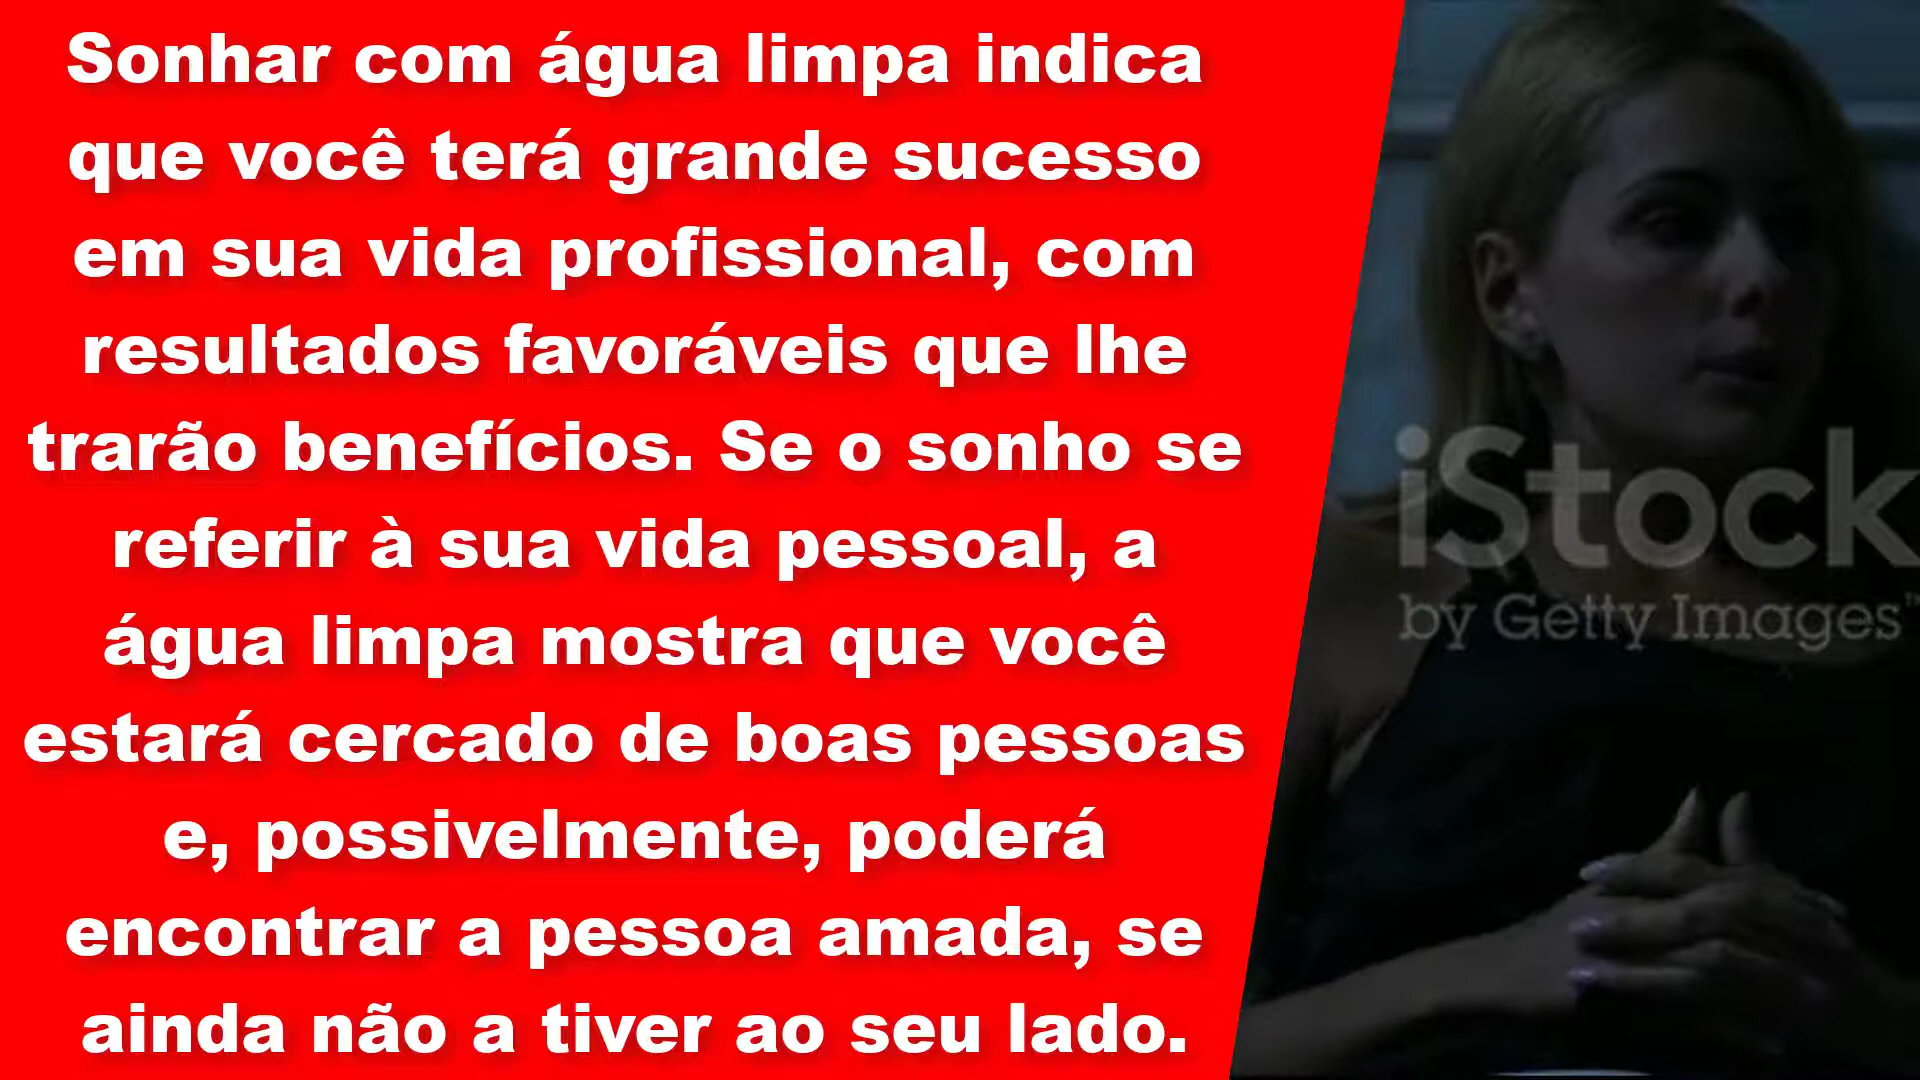 Sonhar com água limpa indica
que você terá grande sucesso
em sua vida profissional, com
resultados favoráveis que lhe
trarão benefícios. Se o sonho se
referir à sua vida pessoal, a
água limpa mostra que você
estará cercado de boas pessoas
e, possivelmente, poderá
encontrar a pessoa amada, se
ainda não a tiver ao seu lado.
iStock
by Getty Images™